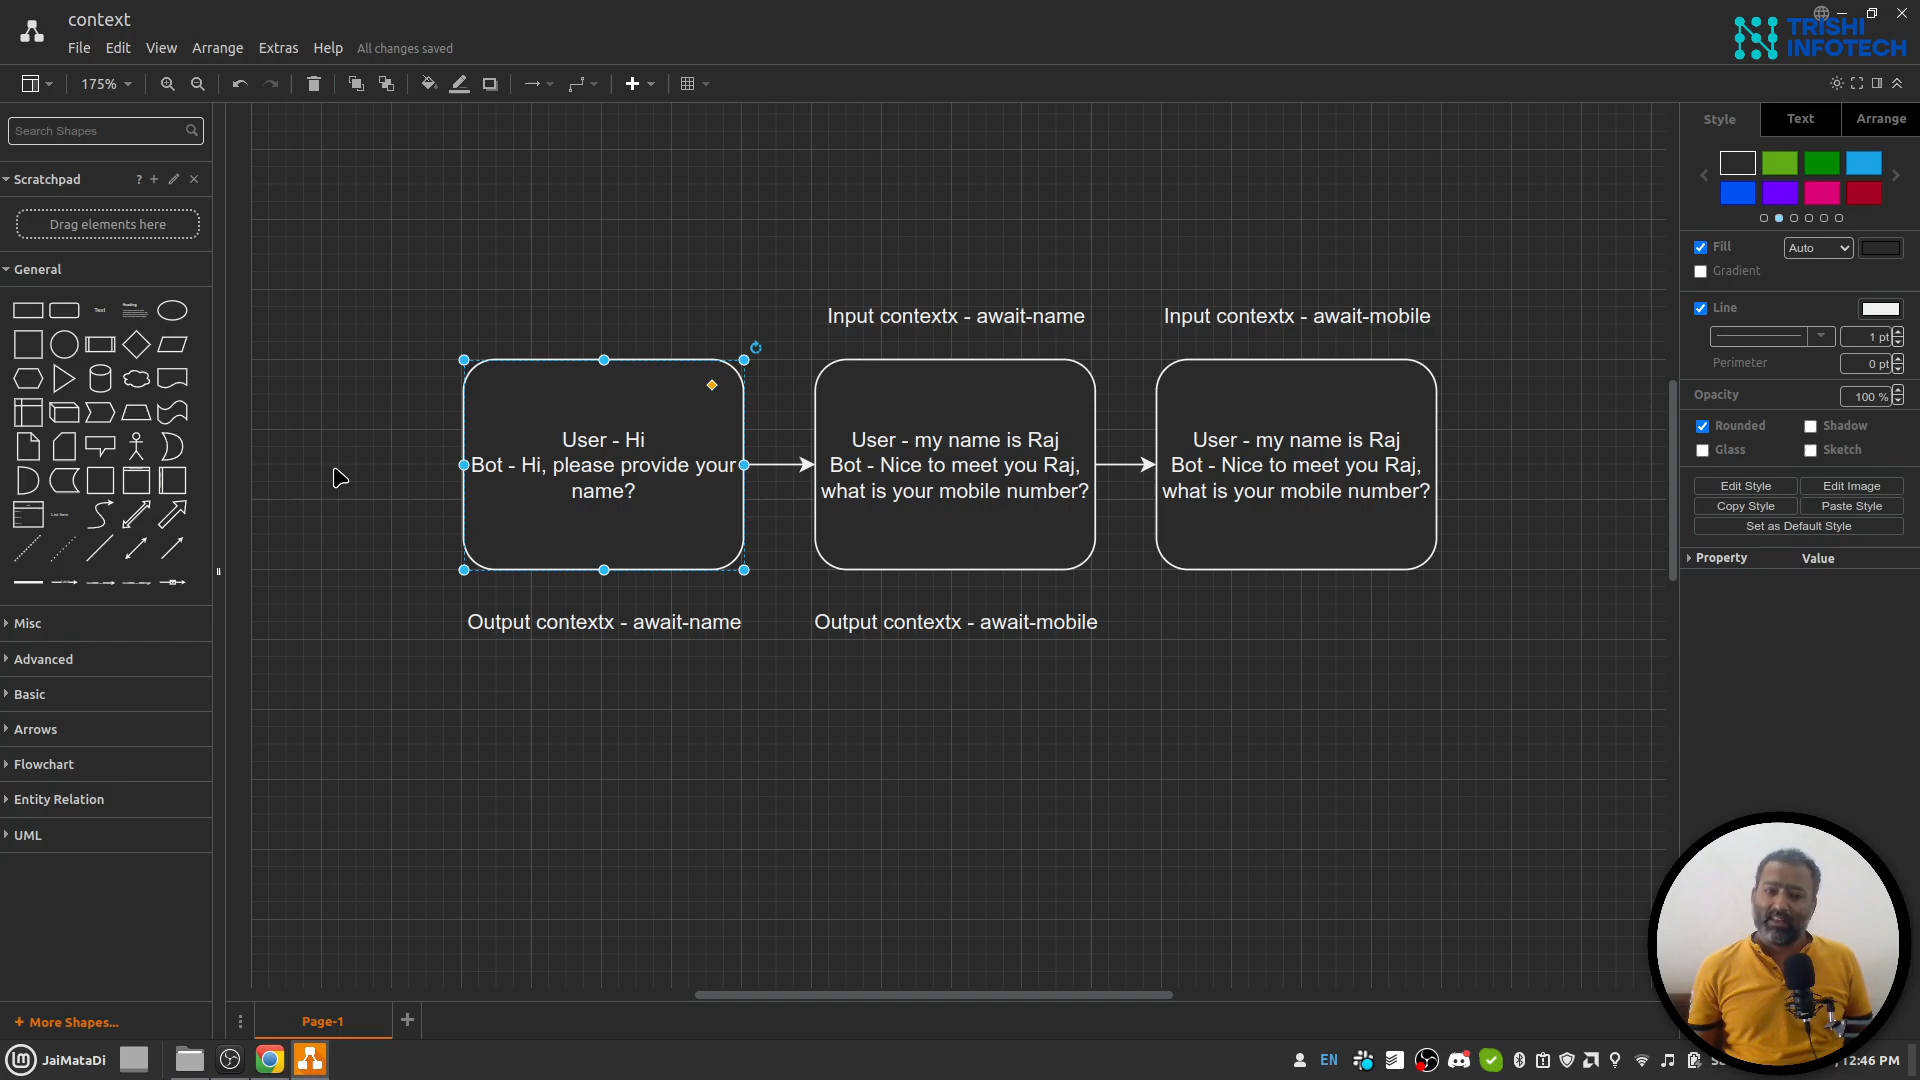 context
TRISHI
INFOTECH
File Edit View Arrange Extras Help All changes saved
175%
Search Shapes
Scratchpad ?
Drag elements here
General
Text
Heading
List Item
Misc
Advanced
Basic
Arrows
Flowchart
Entity Relation
UML
+ More Shapes...
Input contextx - await-name
Input contextx - await-mobile
User - Hi
Bot - Hi, please provide your
name?
User - my name is Raj
Bot - Nice to meet you Raj,
what is your mobile number?
User - my name is Raj
Bot - Nice to meet you Raj,
what is your mobile number?
Output contextx - await-name
Output contextx - await-mobile
Style Text Arrange
Fill Auto
Gradient
Line
1 pt
Perimeter 0 pt
Opacity 100 %
Rounded Shadow
Glass Sketch
Edit Style Edit Image
Copy Style Paste Style
Set as Default Style
Property Value
Page-1
JaiMataDi
EN
12:46 PM